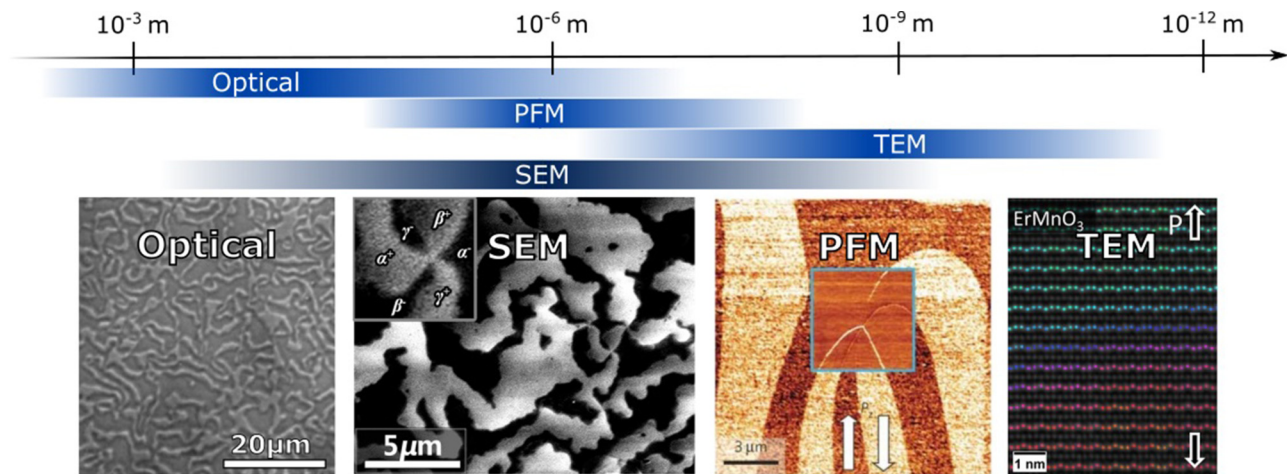 10⁻³ m
10⁻⁶ m
10⁻⁹ m
10⁻¹² m
Optical
PFM
TEM
SEM
Optical
20μm
SEM
γ⁻
β⁺
α⁺
α⁻
β⁻
γ⁺
5μm
PFM
3 μm
TEM
ErMnO₃
P
1 nm